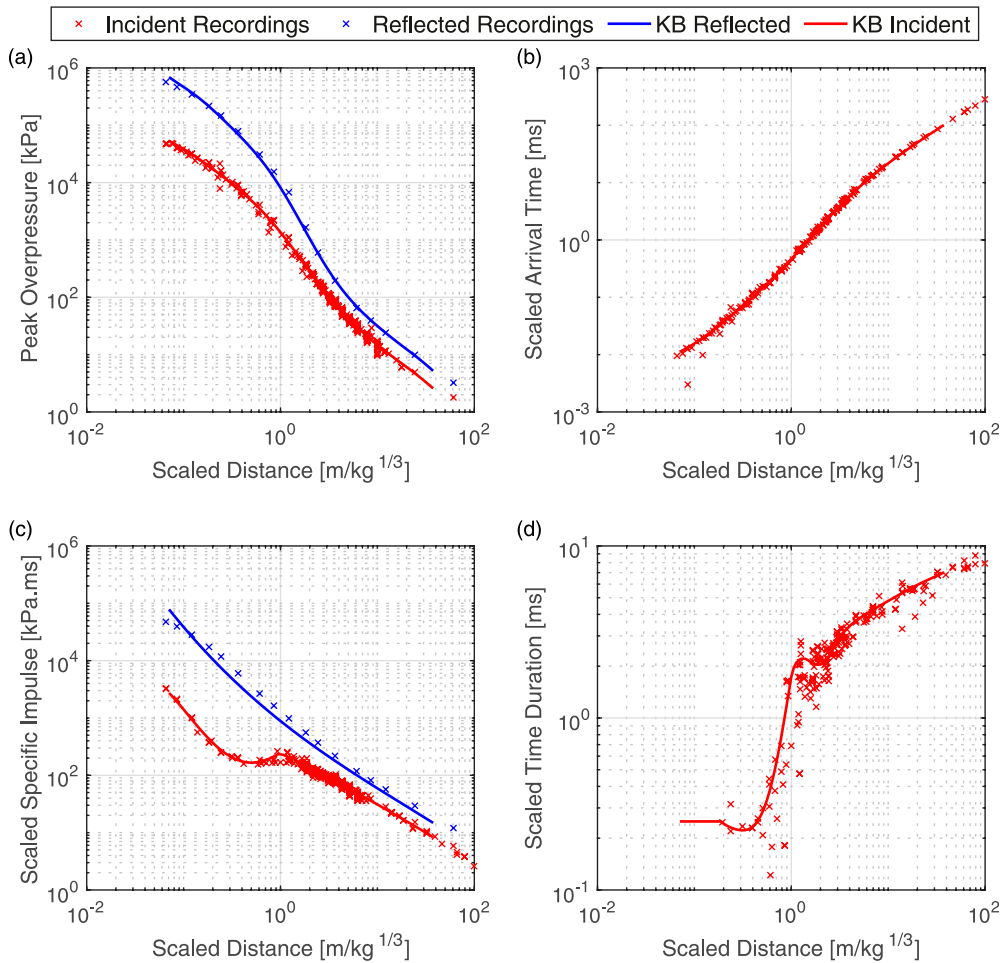 Incident Recordings Reflected Recordings KB Reflected KB Incident
(a)
10^6
10^4
10^2
10^0
Peak Overpressure [kPa]
10^-2 10^0 10^2
Scaled Distance [m/kg^1/3]
(b)
10^3
10^0
10^-3
Scaled Arrival Time [ms]
10^-2 10^0 10^2
Scaled Distance [m/kg^1/3]
(c)
10^6
10^4
10^2
10^0
Scaled Specific Impulse [kPa.ms]
10^-2 10^0 10^2
Scaled Distance [m/kg^1/3]
(d)
10^1
10^0
10^-1
Scaled Time Duration [ms]
10^-2 10^0 10^2
Scaled Distance [m/kg^1/3]